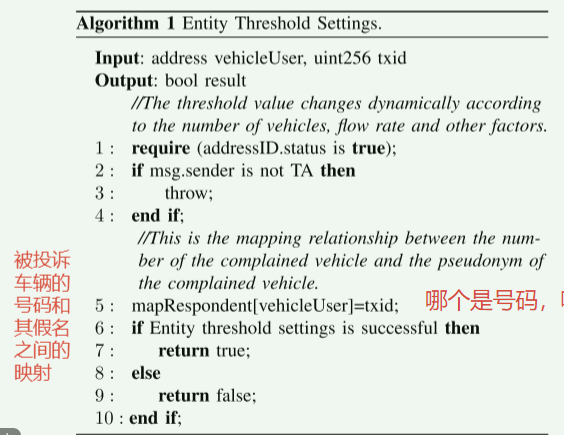 Algorithm 1 Entity Threshold Settings.
Input: address vehicleUser, uint256 txid
Output: bool result
//The threshold value changes dynamically according
to the number of vehicles, flow rate and other factors.
1 : require (addressID.status is true);
2 : if msg.sender is not TA then
3 : throw;
4 : end if;
//This is the mapping relationship between the num-
ber of the complained vehicle and the pseudonym of
the complained vehicle.
被投诉
车辆的
号码和
其假名
之间的
映射
5 : mapRespondent[vehicleUser]=txid;
哪个是号码，
6 : if Entity threshold settings is successful then
7 : return true;
8 : else
9 : return false;
10 : end if;